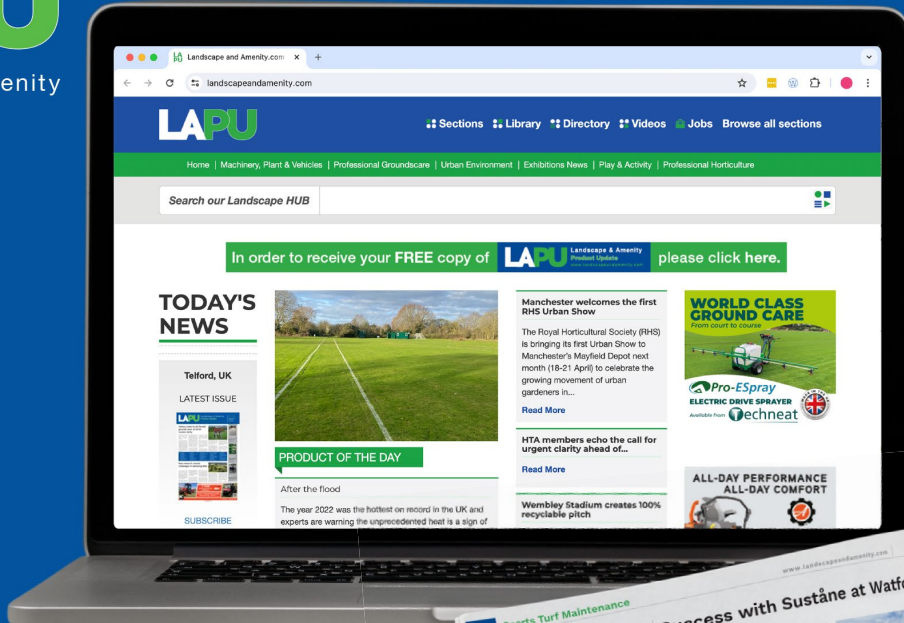 U
enity
Landscape and Amenity.com
landscapeandamenity.com
LAPU
Sections Library Directory Videos Jobs Browse all sections
Home | Machinery, Plant & Vehicles | Professional Groundscare | Urban Environment | Exhibitions News | Play & Activity | Professional Horticulture
Search our Landscape HUB
In order to receive your FREE copy of LAPU Landscape & Amenity Product Update please click here.
TODAY'S
NEWS
Telford, UK
LATEST ISSUE
LAPU
SUBSCRIBE
PRODUCT OF THE DAY
After the flood
The year 2022 was the hottest on record in the UK and
experts are warning the unprecedented heat is a sign of
Manchester welcomes the first
RHS Urban Show
The Royal Horticultural Society (RHS)
is bringing its first Urban Show to
Manchester's Mayfield Depot next
month (18-21 April) to celebrate the
growing movement of urban
gardeners in...
Read More
HTA members echo the call for
urgent clarity ahead of...
Read More
Wembley Stadium creates 100%
recyclable pitch
WORLD CLASS
GROUND CARE
From court to course
Pro-ESpray
ELECTRIC DRIVE SPRAYER
Available from Techneat
ALL-DAY PERFORMANCE
ALL-DAY COMFORT
www.landscapeandamenity.com
Sports Turf Maintenance
with Suståne at